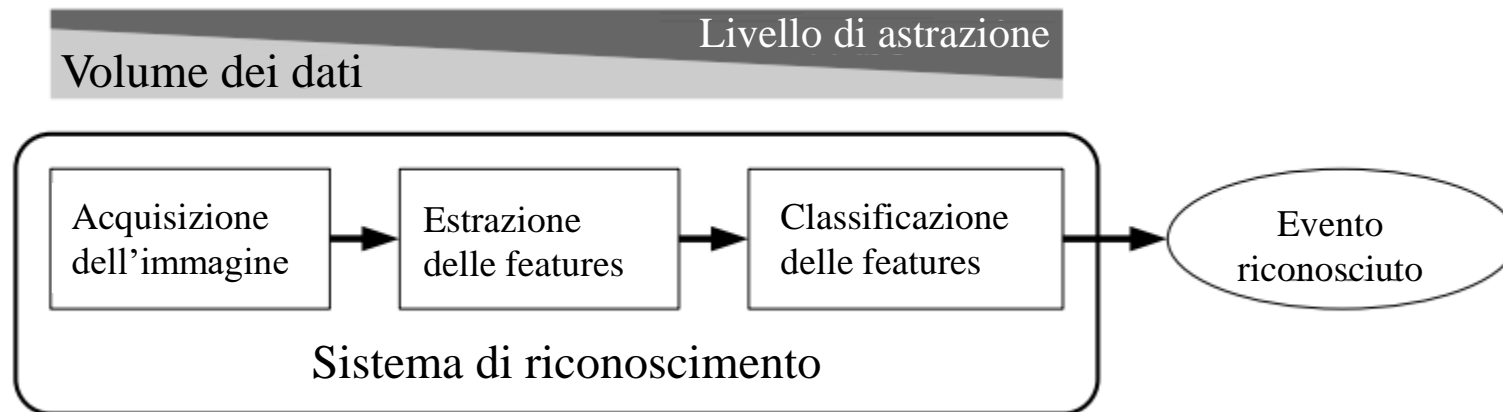 Livello di astrazione
Volume dei dati
Acquisizione
dell’immagine
Estrazione
delle features
Classificazione
delle features
Evento
riconosciuto
Sistema di riconoscimento